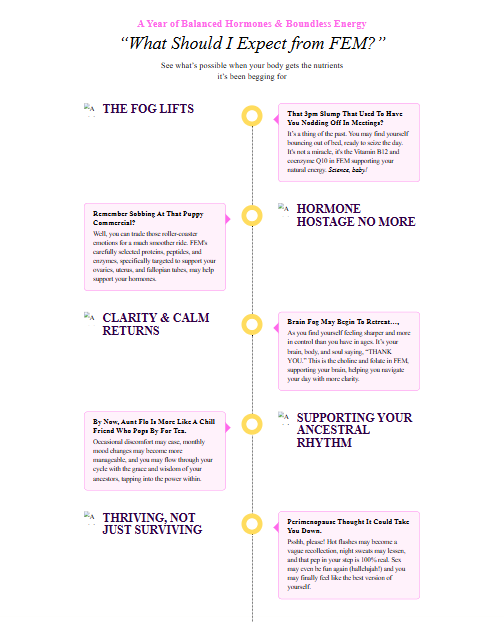 A Year of Balanced Hormones & Boundless Energy
“What Should I Expect from FEM?”
See what’s possible when your body gets the nutrients
it’s been begging for
A
THE FOG LIFTS
That 3pm Slump That Used To Have
You Nodding Off In Meetings?
It’s a thing of the past. You may find yourself
bouncing out of bed, ready to seize the day.
It's not a miracle, it's the Vitamin B12 and
coenzyme Q10 in FEM supporting your
natural energy. Science, baby!
A
HORMONE
HOSTAGE NO MORE
Remember Sobbing At That Puppy
Commercial?
Well, you can trade those roller-coaster
emotions for a much smoother ride. FEM's
carefully selected proteins, peptides, and
enzymes, specifically targeted to support your
ovaries, uterus, and fallopian tubes, may help
support your hormones.
A
CLARITY & CALM
RETURNS
Brain Fog May Begin To Retreat…,
As you find yourself feeling sharper and more
in control than you have in ages. It’s your
brain, body, and soul saying, “THANK
YOU.” This is the choline and folate in FEM,
supporting your brain, helping you navigate
your day with more clarity.
A
SUPPORTING YOUR
ANCESTRAL
RHYTHM
By Now, Aunt Flo Is More Like A Chill
Friend Who Pops By For Tea.
Occasional discomfort may ease, monthly
mood changes may become more
manageable, and you may flow through your
cycle with the grace and wisdom of your
ancestors, tapping into the power within.
A
THRIVING, NOT
JUST SURVIVING
Perimenopause Thought It Could Take
You Down.
Psshh, please! Hot flashes may become a
vague recollection, night sweats may lessen,
and that pep in your step is 100% real. Sex
may even be fun again (hallelujah!) and you
may finally feel like the best version of
yourself.